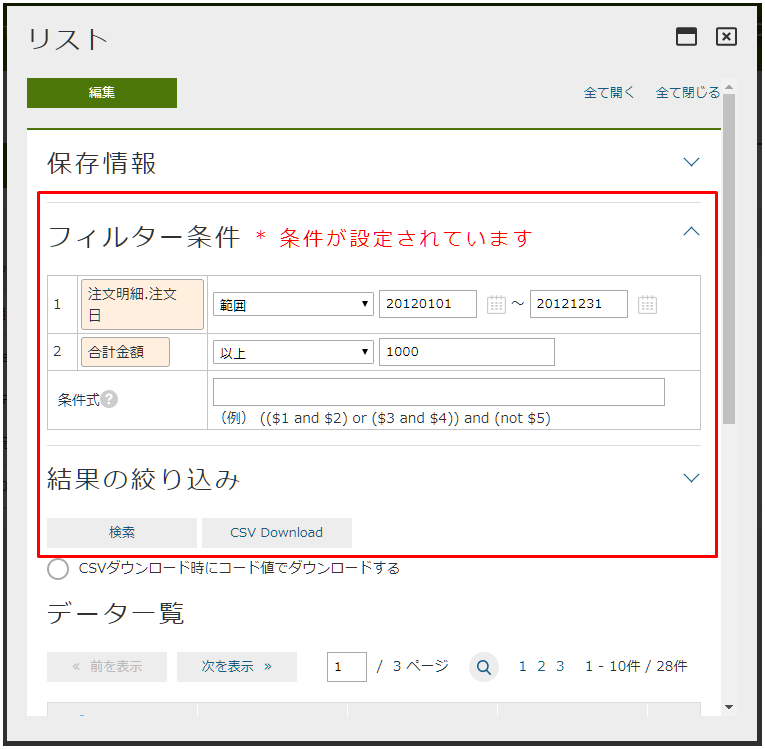 リスト
編集
全て開く 全て閉じる
保存情報
フィルター条件 * 条件が設定されています
1 注文明細.注文日 範囲 20120101 ～ 20121231
2 合計金額 以上 1000
条件式 ?
（例） (($1 and $2) or ($3 and $4)) and (not $5)
結果の絞り込み
検索 CSV Download
CSVダウンロード時にコード値でダウンロードする
データ一覧
« 前を表示 次を表示 » 1 / 3 ページ 1 2 3 1 - 10件 / 28件